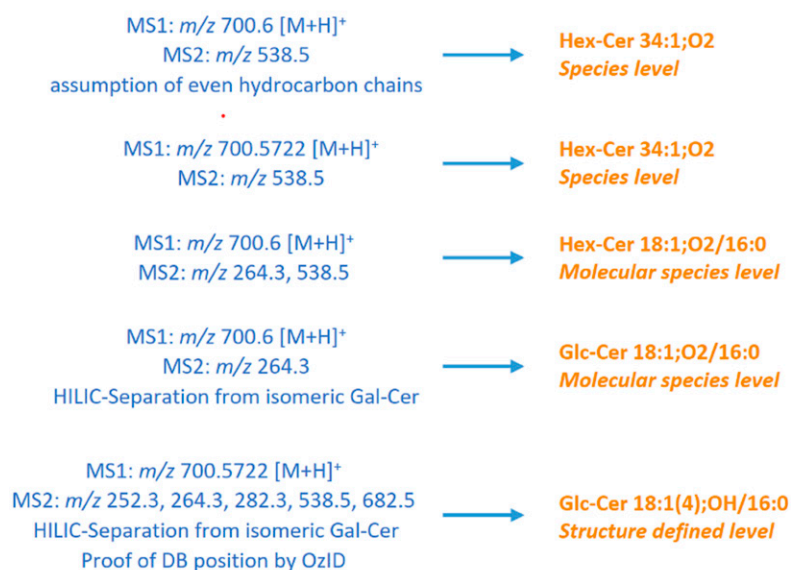 MS1: m/z 700.6 [M+H]⁺
MS2: m/z 538.5
assumption of even hydrocarbon chains
Hex-Cer 34:1;O2
Species level
MS1: m/z 700.5722 [M+H]⁺
MS2: m/z 538.5
Hex-Cer 34:1;O2
Species level
MS1: m/z 700.6 [M+H]⁺
MS2: m/z 264.3, 538.5
Hex-Cer 18:1;O2/16:0
Molecular species level
MS1: m/z 700.6 [M+H]⁺
MS2: m/z 264.3
HILIC-Separation from isomeric Gal-Cer
Glc-Cer 18:1;O2/16:0
Molecular species level
MS1: m/z 700.5722 [M+H]⁺
MS2: m/z 252.3, 264.3, 282.3, 538.5, 682.5
HILIC-Separation from isomeric Gal-Cer
Proof of DB position by OzID
Glc-Cer 18:1(4);OH/16:0
Structure defined level